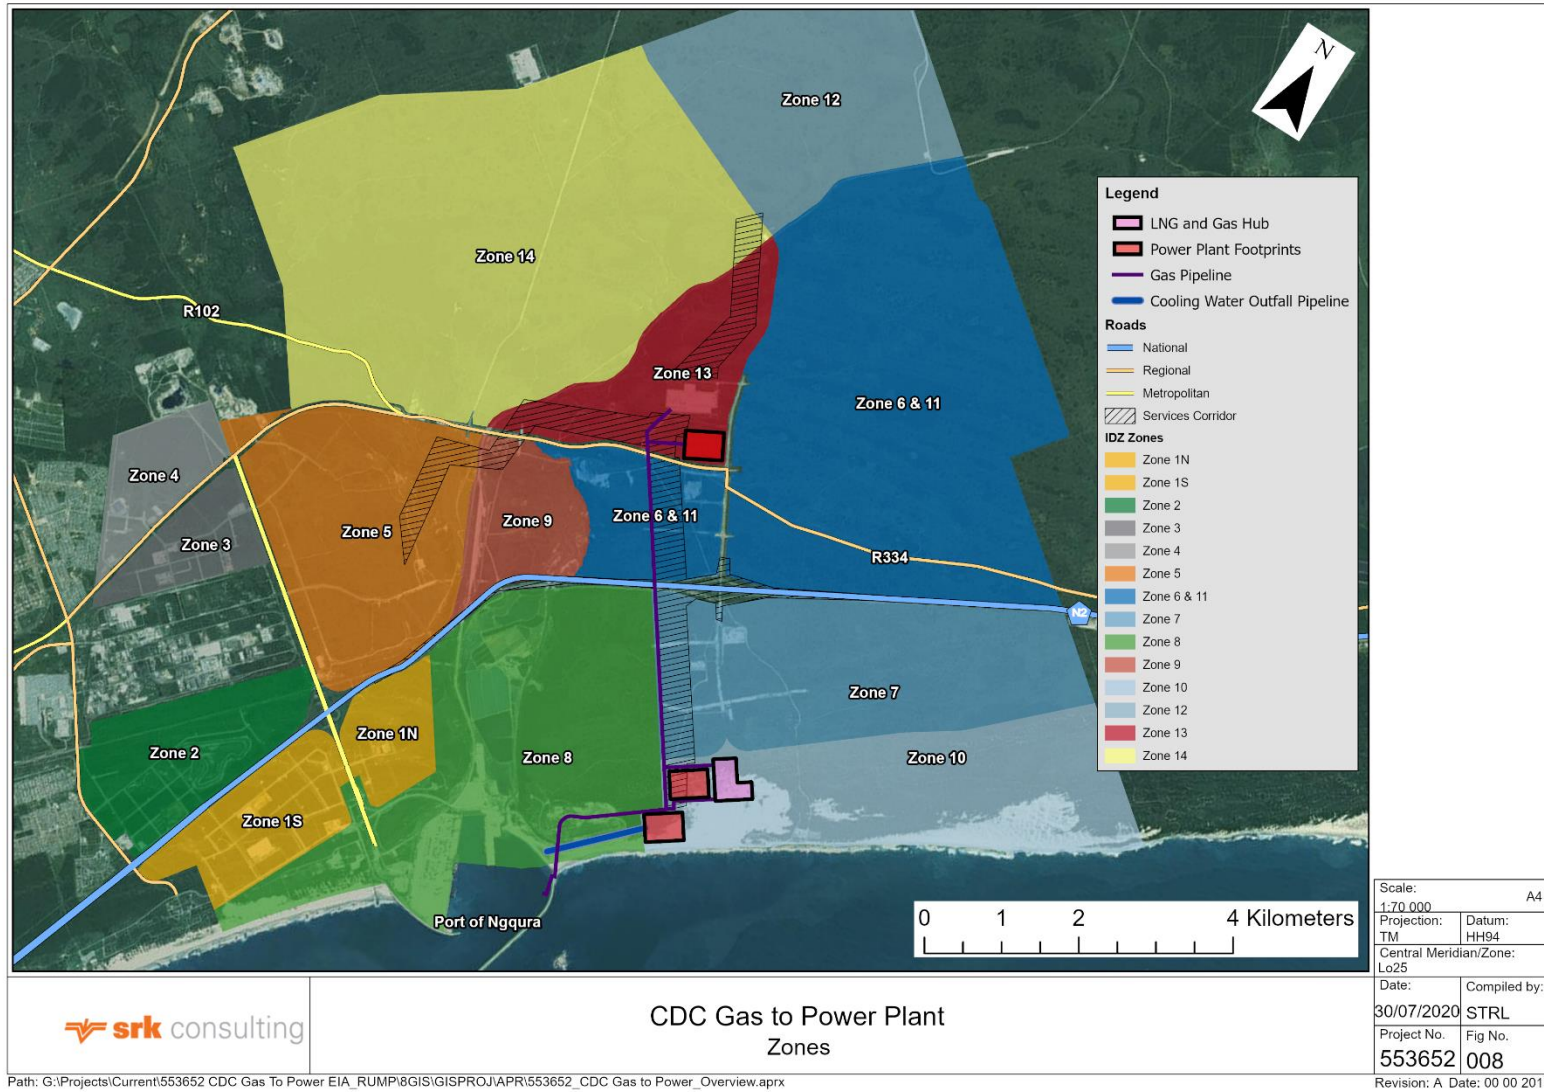 N
Zone 12
Legend
LNG and Gas Hub
Power Plant Footprints
Gas Pipeline
Cooling Water Outfall Pipeline
Roads
National
Regional
Metropolitan
Services Corridor
IDZ Zones
Zone 1N
Zone 1S
Zone 2
Zone 3
Zone 4
Zone 5
Zone 6 & 11
Zone 7
Zone 8
Zone 9
Zone 10
Zone 12
Zone 13
Zone 14
Zone 14
R102
Zone 13
Zone 6 & 11
Zone 4
Zone 3
Zone 5
Zone 9
Zone 6 & 11
R334
N2
Zone 7
Zone 2
Zone 1N
Zone 8
Zone 10
Zone 1S
Port of Ngqura
0 1 2 4 Kilometers
Scale: A4
1:70 000
Projection: Datum:
TM HH94
Central Meridian/Zone:
Lo25
Date: Compiled by:
30/07/2020 STRL
Project No. Fig No.
553652 008
srk consulting
CDC Gas to Power Plant
Zones
Path: G:\Projects\Current\553652 CDC Gas To Power EIA_RUMP\8GIS\GISPROJ\APR\553652_CDC Gas to Power_Overview.aprx
Revision: A Date: 00 00 201